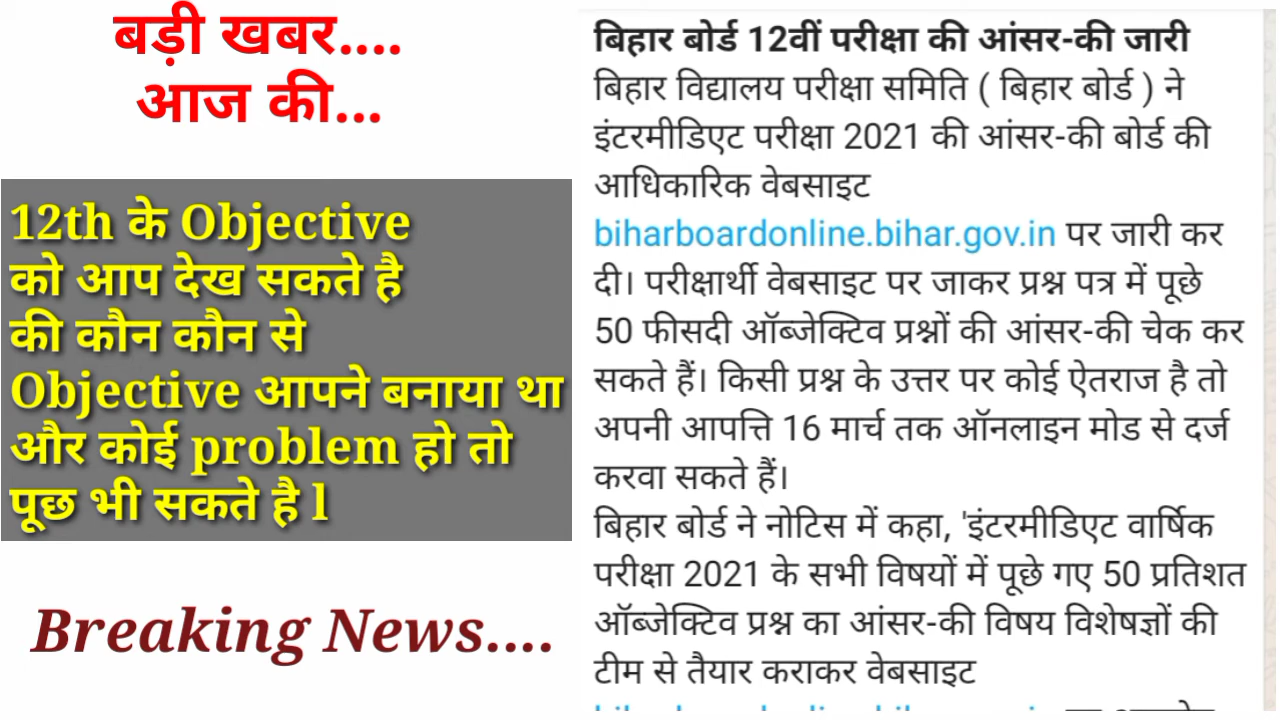 बड़ी खबर....
आज की...
12th के Objective
को आप देख सकते है
की कौन कौन से
Objective आपने बनाया था
और कोई problem हो तो
पूछ भी सकते है l
Breaking News....
बिहार बोर्ड 12वीं परीक्षा की आंसर-की जारी
बिहार विद्यालय परीक्षा समिति ( बिहार बोर्ड ) ने
इंटरमीडिएट परीक्षा 2021 की आंसर-की बोर्ड की
आधिकारिक वेबसाइट
biharboardonline.bihar.gov.in पर जारी कर
दी। परीक्षार्थी वेबसाइट पर जाकर प्रश्न पत्र में पूछे
50 फीसदी ऑब्जेक्टिव प्रश्नों की आंसर-की चेक कर
सकते हैं। किसी प्रश्न के उत्तर पर कोई ऐतराज है तो
अपनी आपत्ति 16 मार्च तक ऑनलाइन मोड से दर्ज
करवा सकते हैं।
बिहार बोर्ड ने नोटिस में कहा, 'इंटरमीडिएट वार्षिक
परीक्षा 2021 के सभी विषयों में पूछे गए 50 प्रतिशत
ऑब्जेक्टिव प्रश्न का आंसर-की विषय विशेषज्ञों की
टीम से तैयार कराकर वेबसाइट